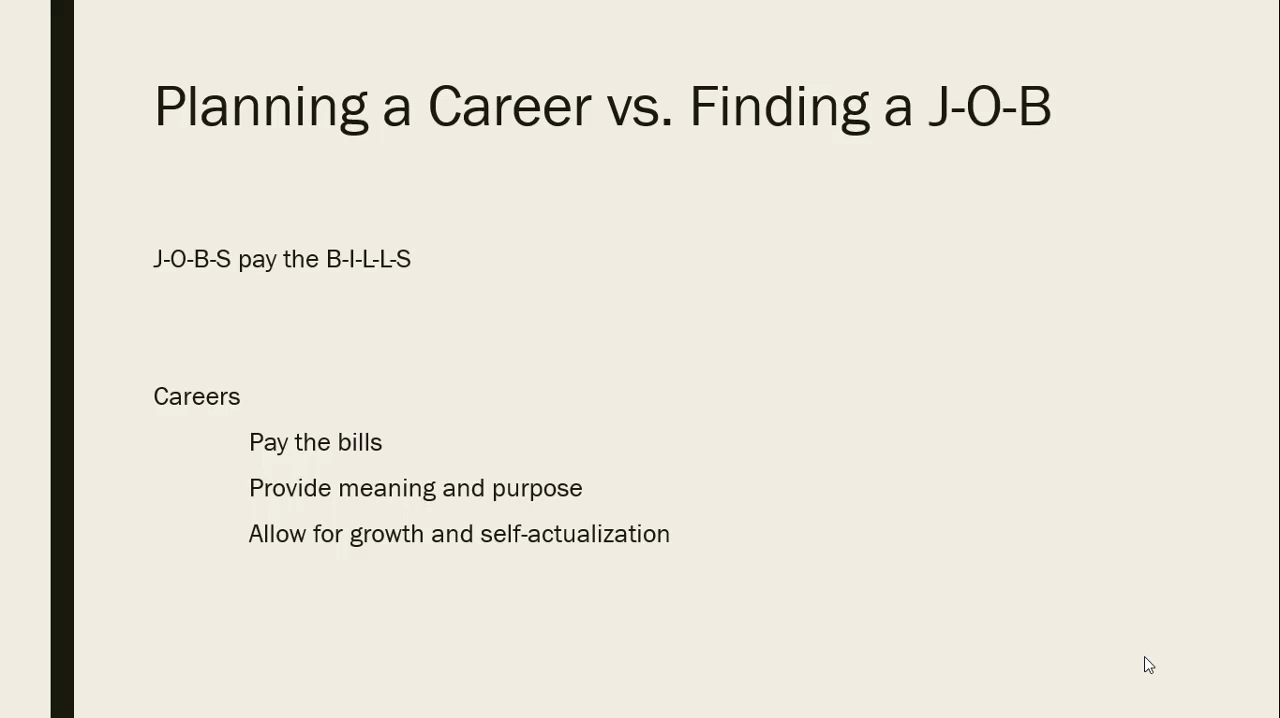 Planning a Career vs. Finding a J-O-B
J-O-B-S pay the B-I-L-L-S
Careers
Pay the bills
Provide meaning and purpose
Allow for growth and self-actualization